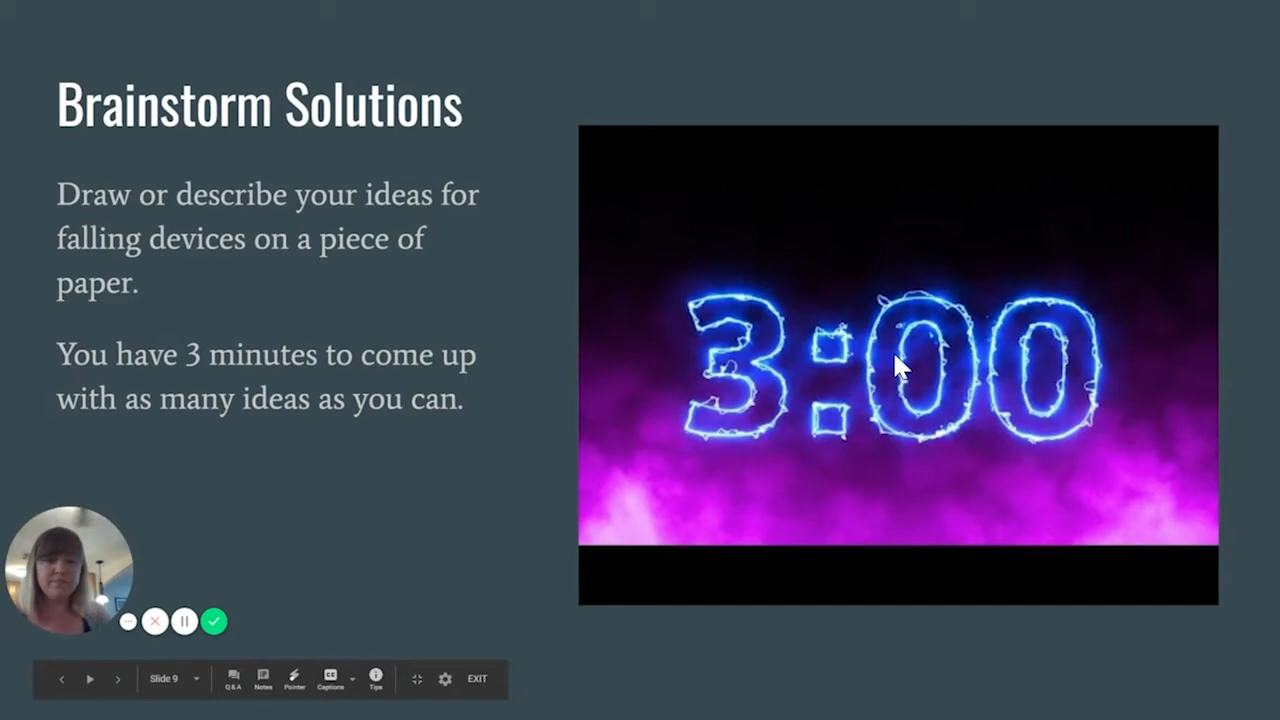 Brainstorm Solutions
Draw or describe your ideas for
falling devices on a piece of
paper.
You have 3 minutes to come up
with as many ideas as you can.
3:00
Slide 9
Q & A
Notes
Pointer
CC
Captions
Tips
EXIT